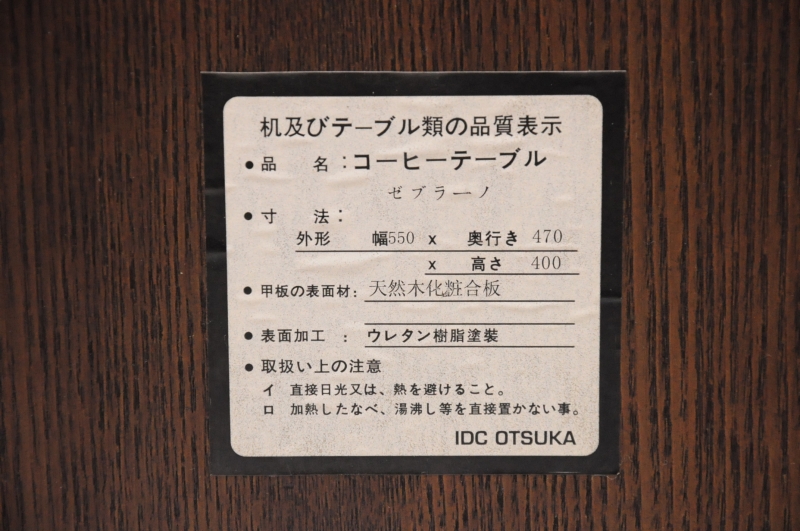 机及びテーブル類の品質表示
●品　名：コーヒーテーブル
ゼブラーノ
●寸　法：
外形　幅550 x 奥行き 470
x 高さ 400
●甲板の表面材：天然木化粧合板
●表面加工：ウレタン樹脂塗装
●取扱い上の注意
イ 直接日光又は、熱を避けること。
ロ 加熱したなべ、湯沸し等を直接置かない事。
IDC OTSUKA